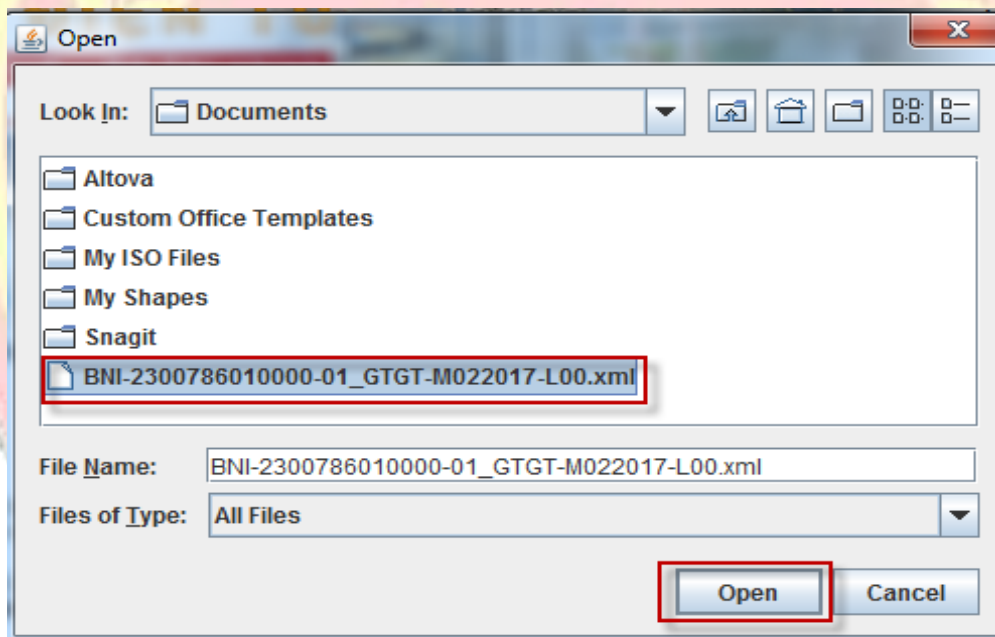 Open
Look In: Documents
Altova
Custom Office Templates
My ISO Files
My Shapes
Snagit
BNI-2300786010000-01_GTGT-M022017-L00.xml
File Name: BNI-2300786010000-01_GTGT-M022017-L00.xml
Files of Type: All Files
Open Cancel